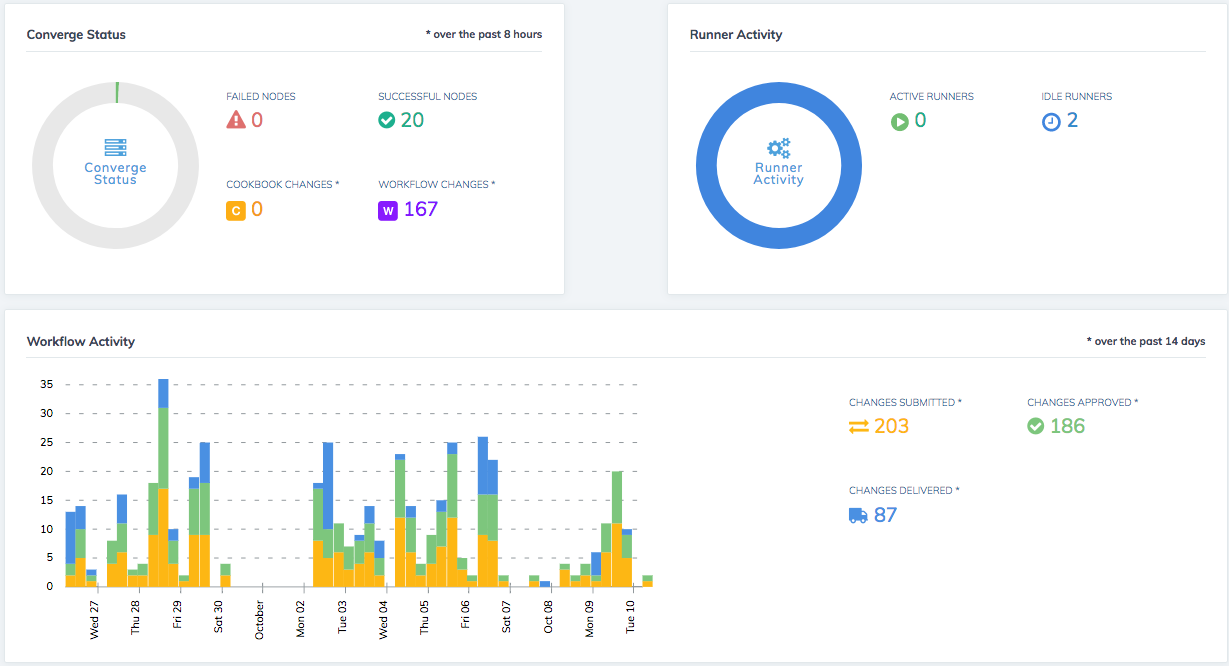 Converge Status
* over the past 8 hours
Converge
Status
FAILED NODES
0
SUCCESSFUL NODES
20
COOKBOOK CHANGES *
C 0
WORKFLOW CHANGES *
W 167
Runner Activity
Runner
Activity
ACTIVE RUNNERS
0
IDLE RUNNERS
2
Workflow Activity
* over the past 14 days
35
30
25
20
15
10
5
0
Wed 27
Thu 28
Fri 29
Sat 30
October
Mon 02
Tue 03
Wed 04
Thu 05
Fri 06
Sat 07
Oct 08
Mon 09
Tue 10
CHANGES SUBMITTED *
203
CHANGES APPROVED *
186
CHANGES DELIVERED *
87